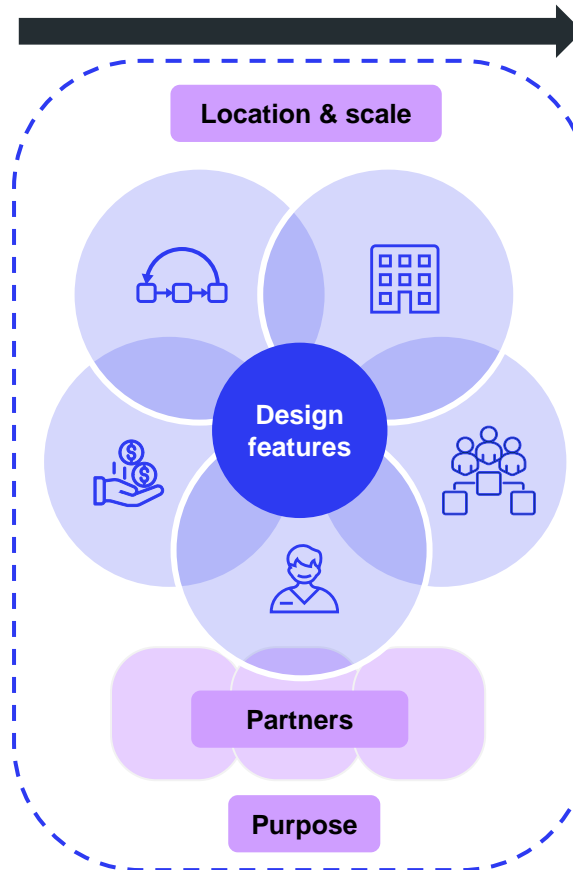 Location & scale
Design
features
$
$
Partners
Purpose